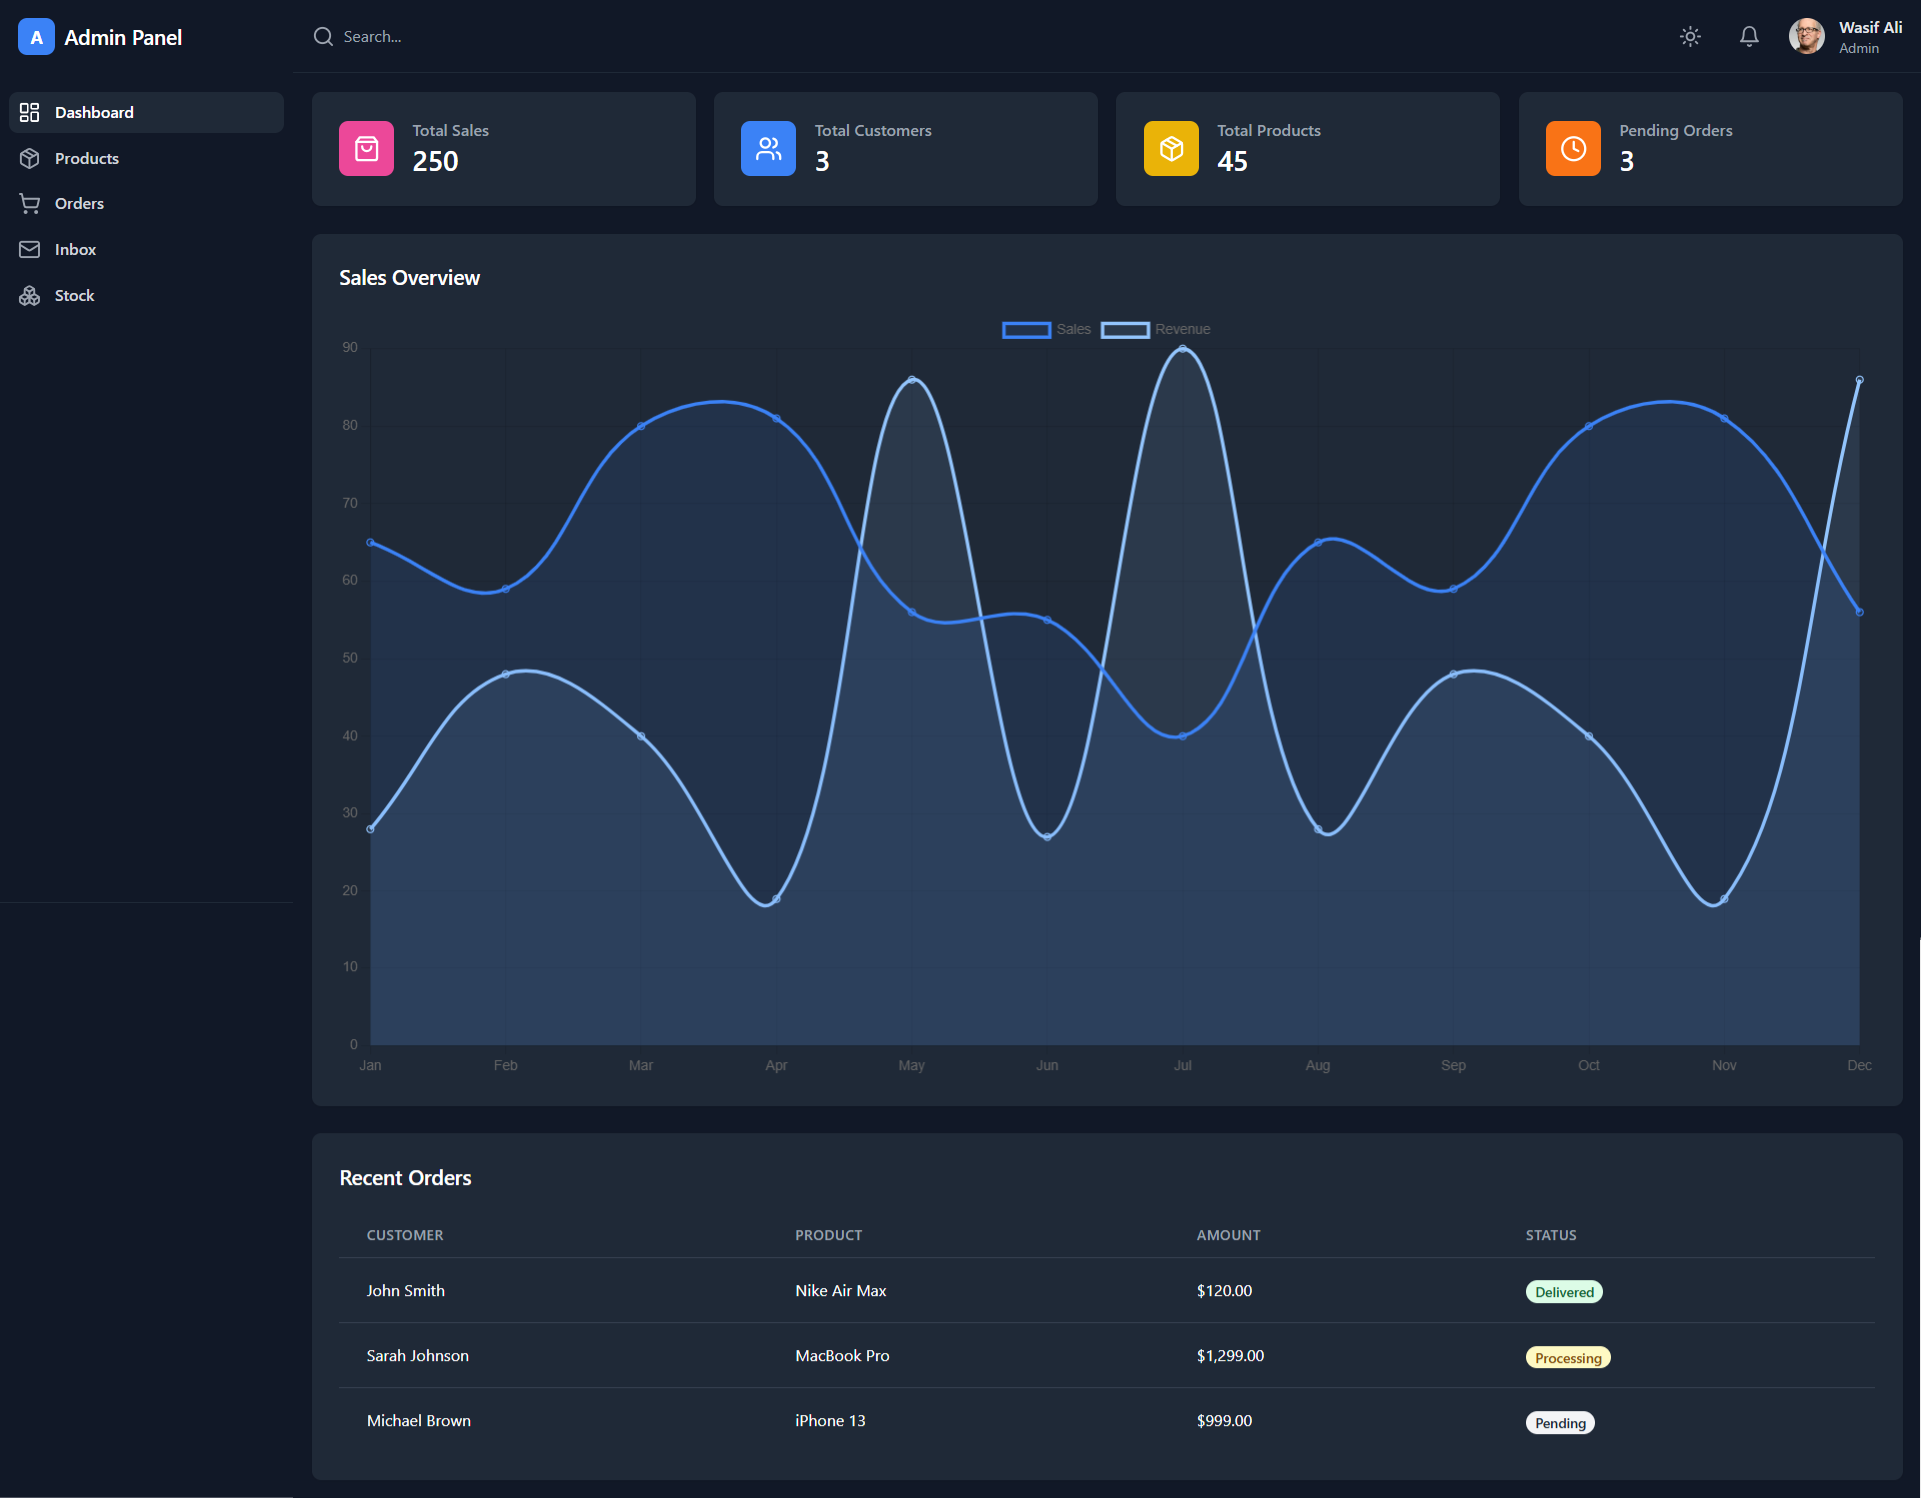 A Admin Panel
Search...
Wasif Ali
Admin
Dashboard
Products
Orders
Inbox
Stock
Total Sales
250
Total Customers
3
Total Products
45
Pending Orders
3
Sales Overview
Sales Revenue
90
80
70
60
50
40
30
20
10
0
Jan Feb Mar Apr May Jun Jul Aug Sep Oct Nov Dec
Recent Orders
CUSTOMER PRODUCT AMOUNT STATUS
John Smith Nike Air Max $120.00 Delivered
Sarah Johnson MacBook Pro $1,299.00 Processing
Michael Brown iPhone 13 $999.00 Pending